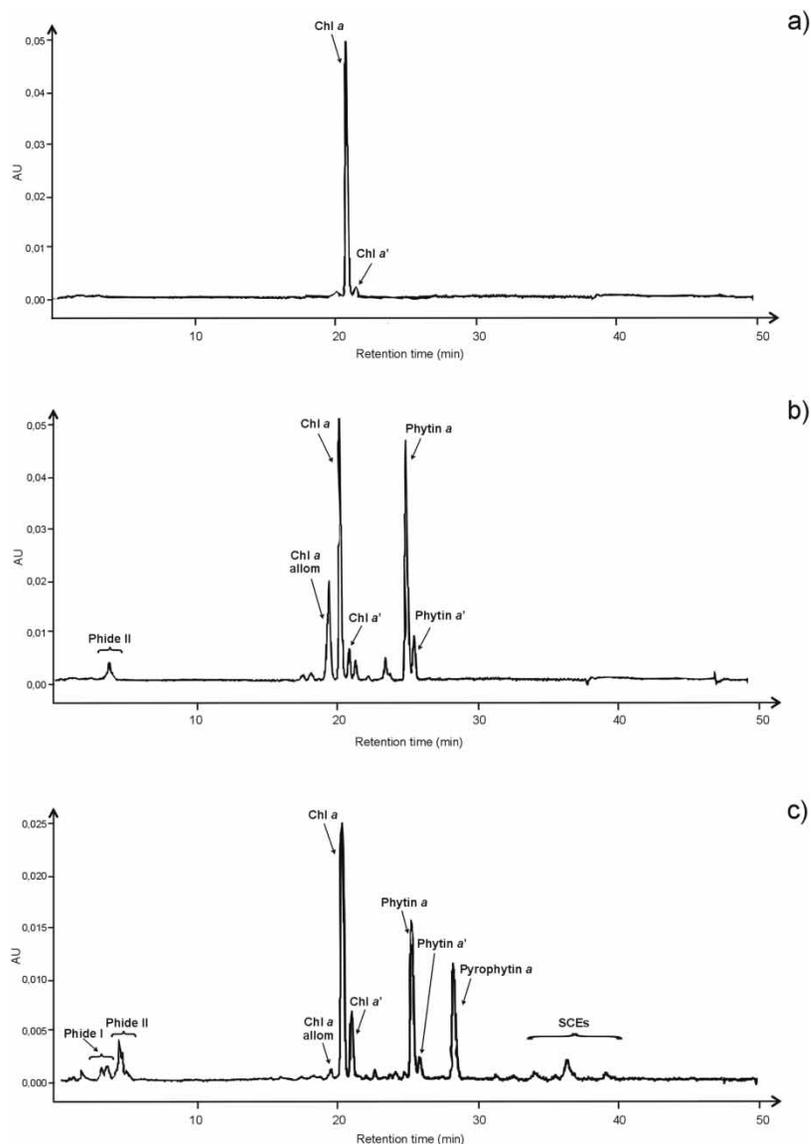 a)
Chl a
0,05
0,04
0,03
AU
0,02
0,01
Chl a'
0,00
10 20 30 40 50
Retention time (min)
b)
Chl a
Phytin a
0,05
0,04
0,03
AU
Chl a
allom
0,02
Chl a'
Phytin a'
0,01
Phide II
0,00
10 20 30 40 50
Retention time (min)
c)
Chl a
0,025
0,020
Phytin a
0,015
AU
Phytin a'
Pyrophytin a
0,010
Chl a'
SCEs
Phide I
Phide II
Chl a
allom
0,005
0,000
10 20 30 40 50
Retention time (min)